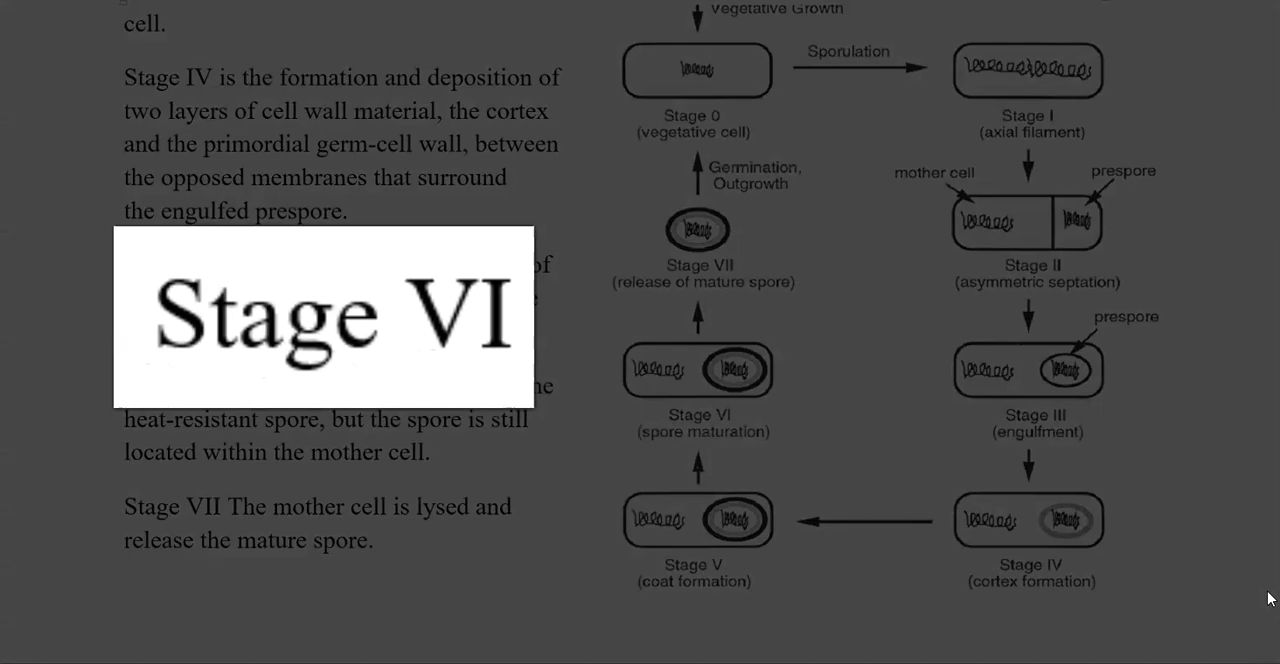 cell.
Stage IV is the formation and deposition of
two layers of cell wall material, the cortex
and the primordial germ-cell wall, between
the opposed membranes that surround
the engulfed prespore.
of
Stage VI
he
heat-resistant spore, but the spore is still
located within the mother cell.
Stage VII The mother cell is lysed and
release the mature spore.
Vegetative Growth
Sporulation
Stage 0
(vegetative cell)
Stage I
(axial filament)
Germination,
Outgrowth
mother cell
prespore
Stage VII
(release of mature spore)
Stage II
(asymmetric septation)
prespore
Stage VI
(spore maturation)
Stage III
(engulfment)
Stage V
(coat formation)
Stage IV
(cortex formation)